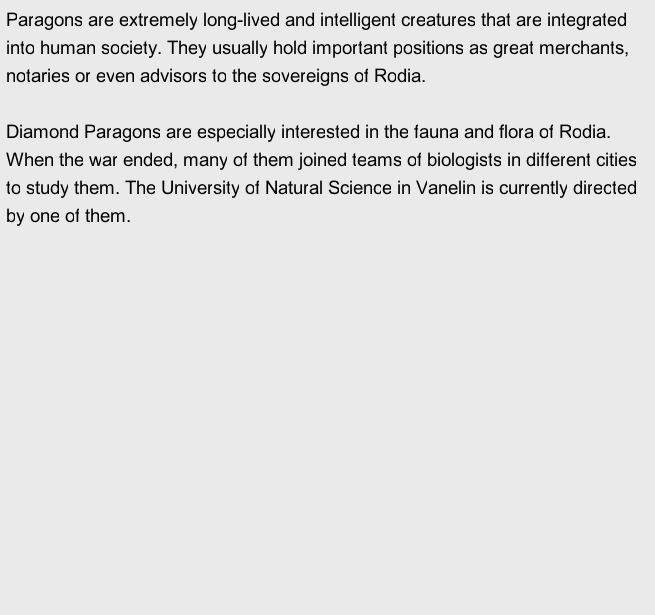 Paragons are extremely long-lived and intelligent creatures that are integrated
into human society. They usually hold important positions as great merchants,
notaries or even advisors to the sovereigns of Rodia.
Diamond Paragons are especially interested in the fauna and flora of Rodia.
When the war ended, many of them joined teams of biologists in different cities
to study them. The University of Natural Science in Vanelin is currently directed
by one of them.